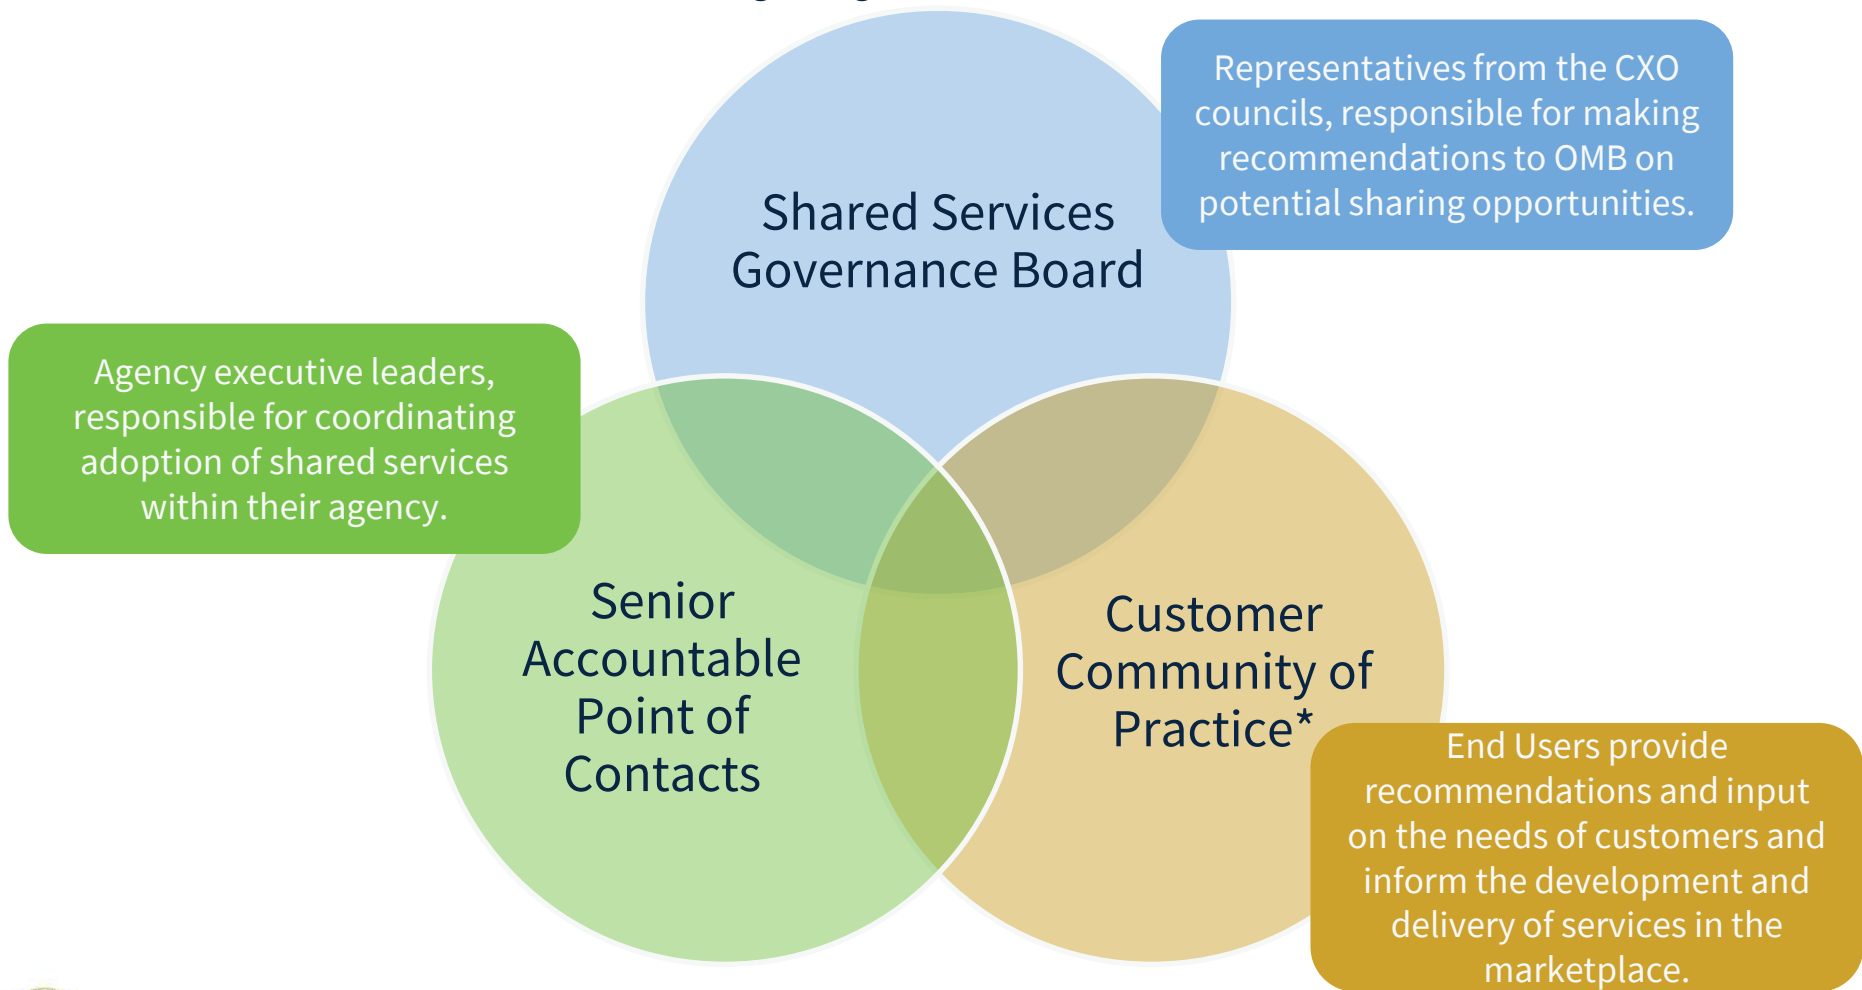 Shared Services
Governance Board
Representatives from the CXO
councils, responsible for making
recommendations to OMB on
potential sharing opportunities.
Agency executive leaders,
responsible for coordinating
adoption of shared services
within their agency.
Senior
Accountable
Point of
Contacts
Customer
Community of
Practice*
End Users provide
recommendations and input
on the needs of customers and
inform the development and
delivery of services in the
marketplace.